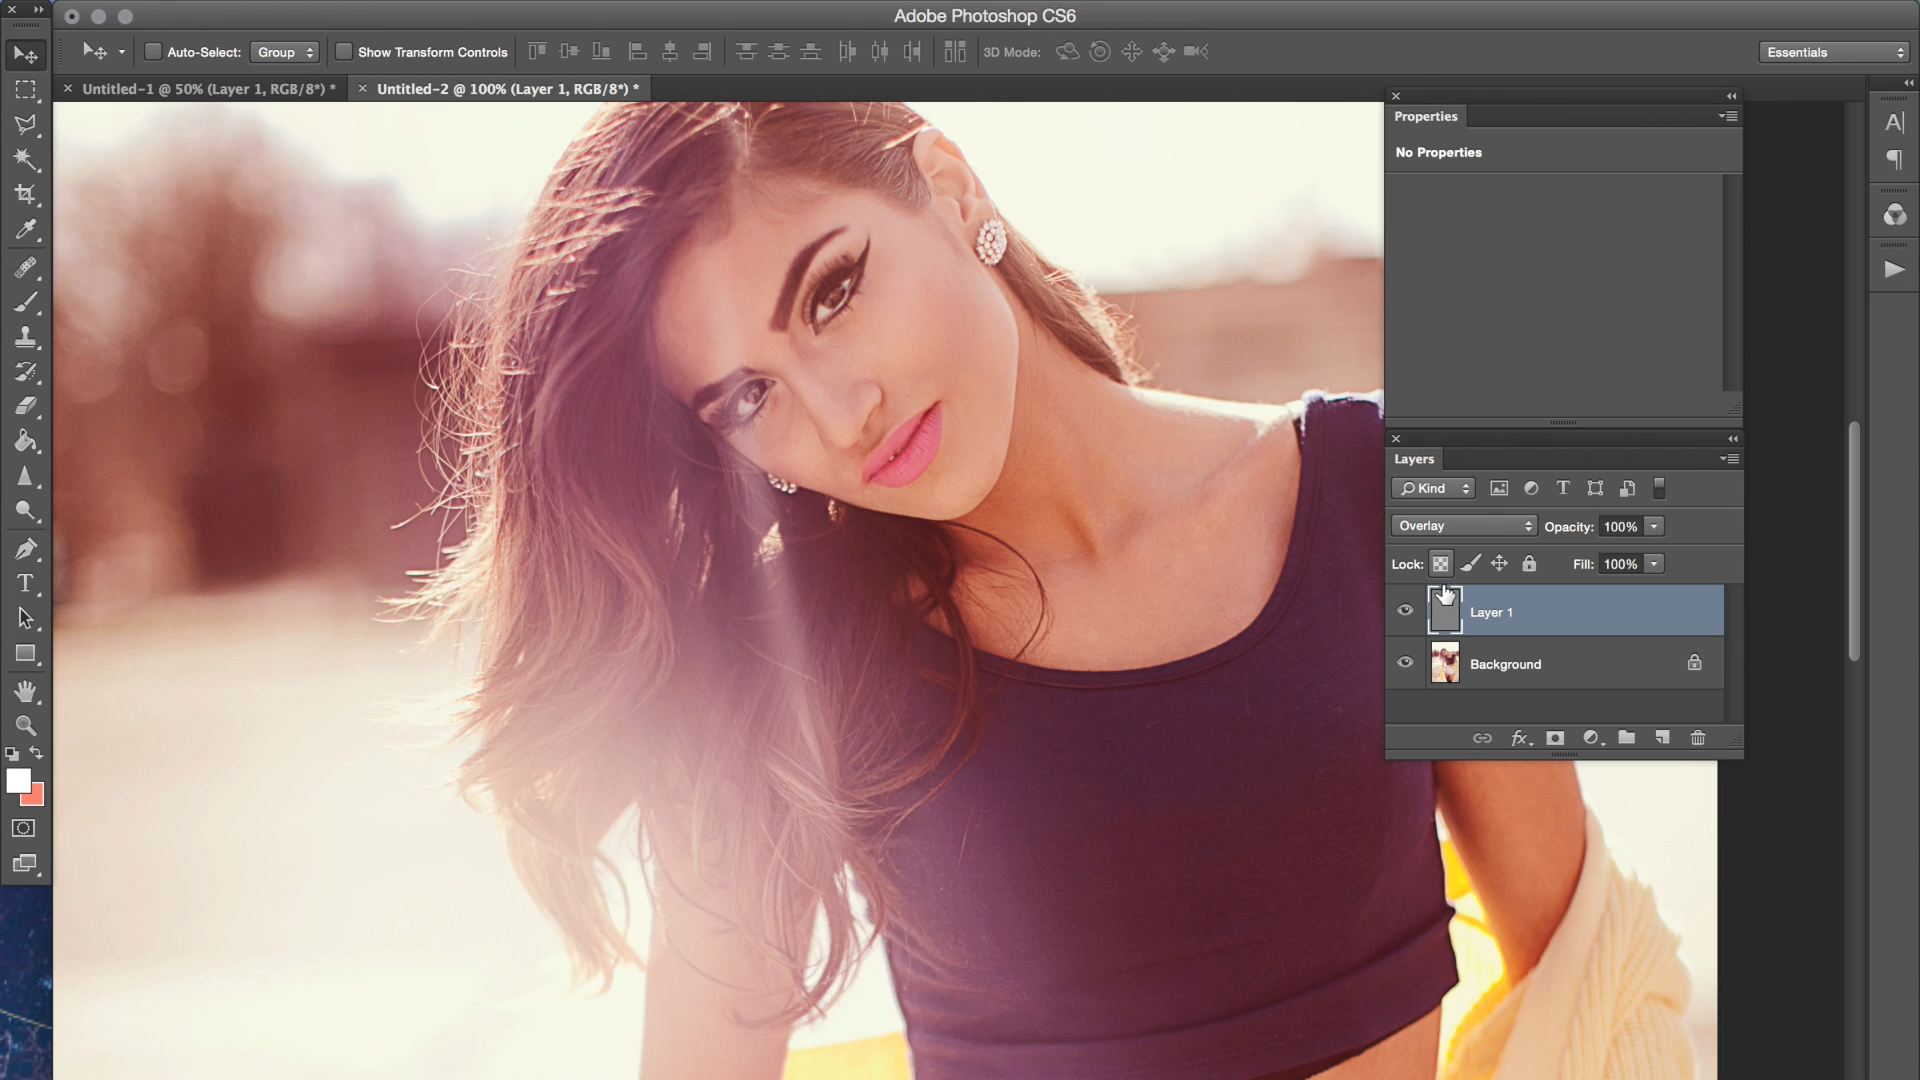 Adobe Photoshop CS6
Auto-Select: Group Show Transform Controls 3D Mode: Essentials
Untitled-1 @ 50% (Layer 1, RGB/8*) * Untitled-2 @ 100% (Layer 1, RGB/8*) *
Properties
No Properties
Layers
Kind
Overlay Opacity: 100%
Lock: Fill: 100%
Layer 1
Background